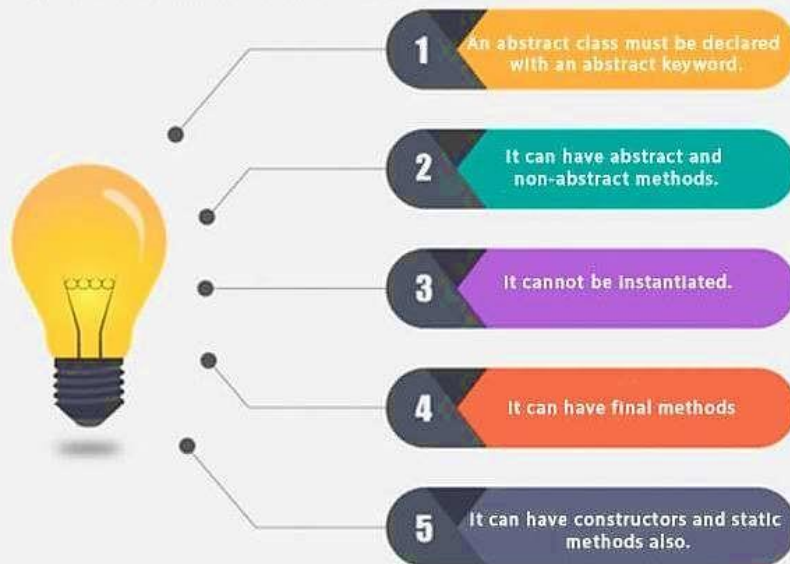 1
An abstract class must be declared
with an abstract keyword.
2
It can have abstract and
non-abstract methods.
3
It cannot be instantiated.
4
It can have final methods
5
It can have constructors and static
methods also.